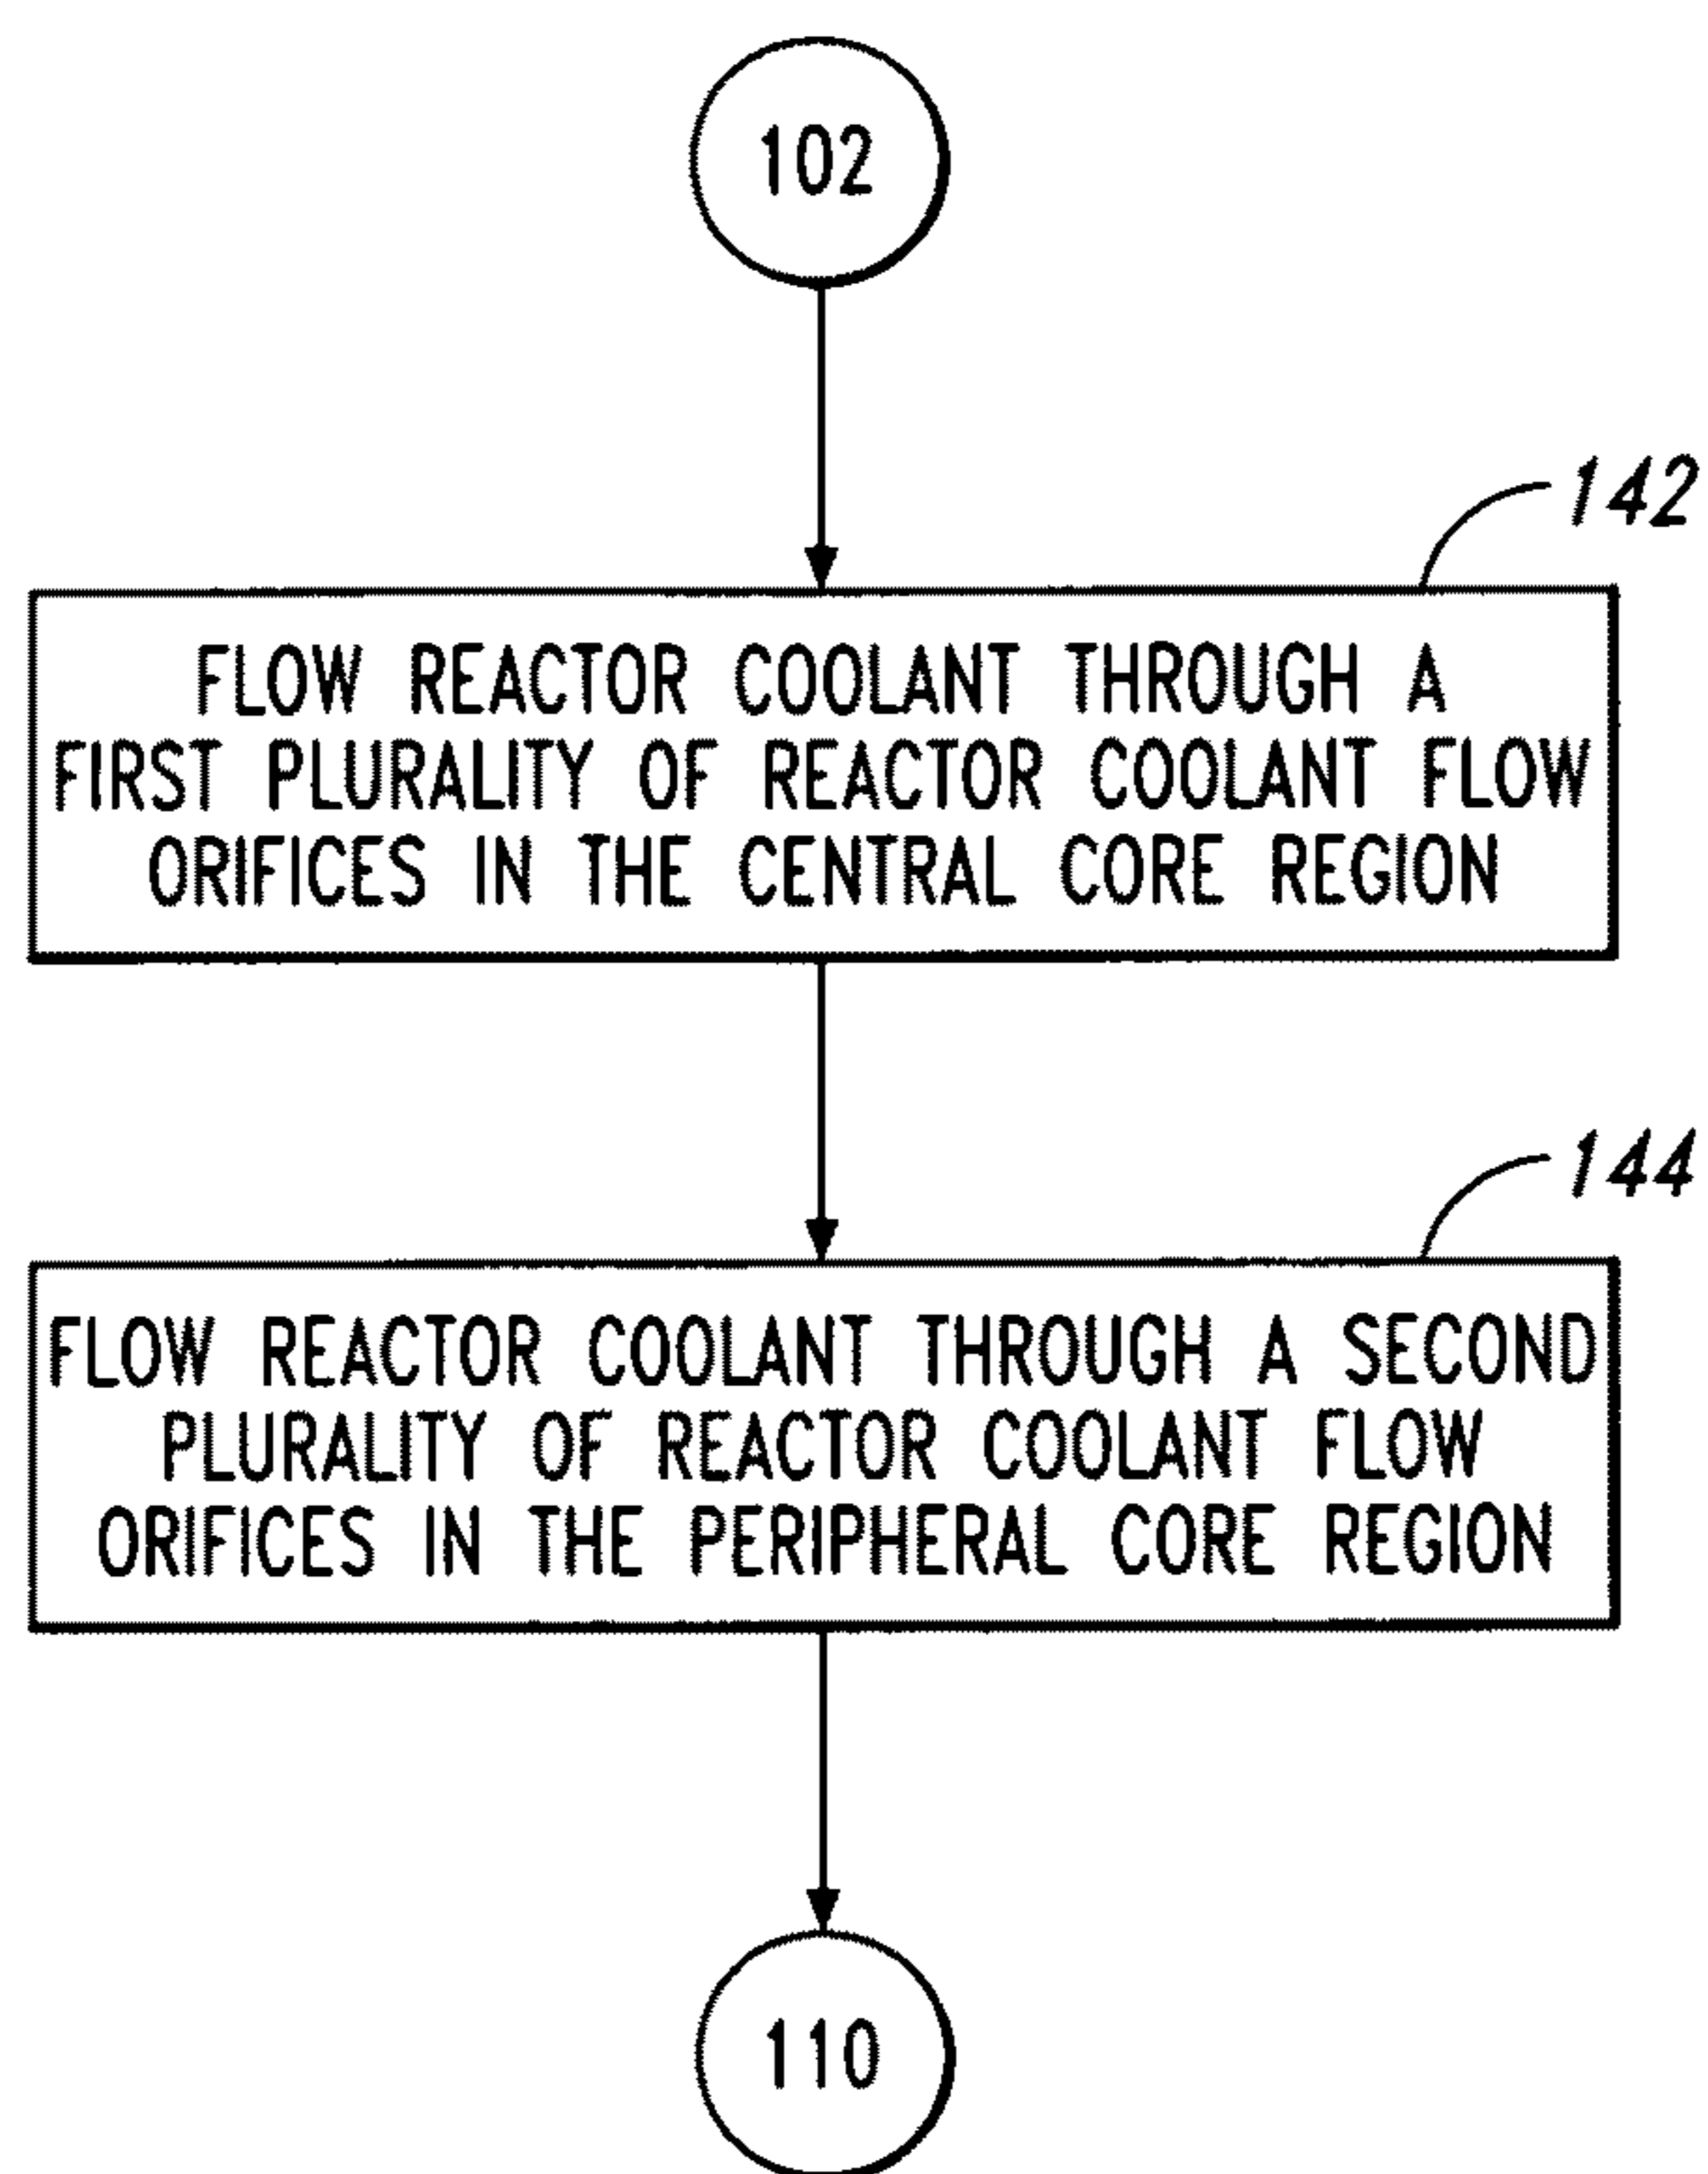 102
142
FLOW REACTOR COOLANT THROUGH A
FIRST PLURALITY OF REACTOR COOLANT FLOW
ORIFICES IN THE CENTRAL CORE REGION
144
FLOW REACTOR COOLANT THROUGH A SECOND
PLURALITY OF REACTOR COOLANT FLOW
ORIFICES IN THE PERIPHERAL CORE REGION
110